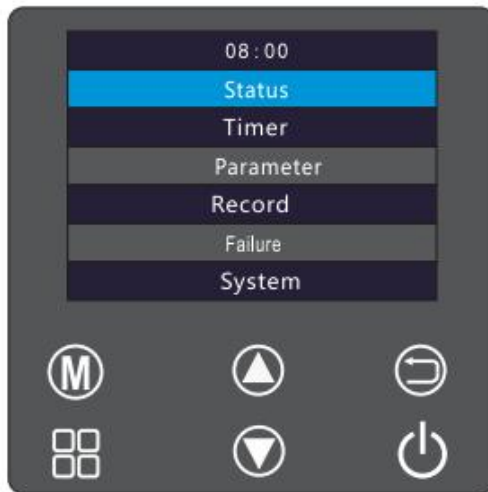 08:00
Status
Timer
Parameter
Record
Failure
System
M